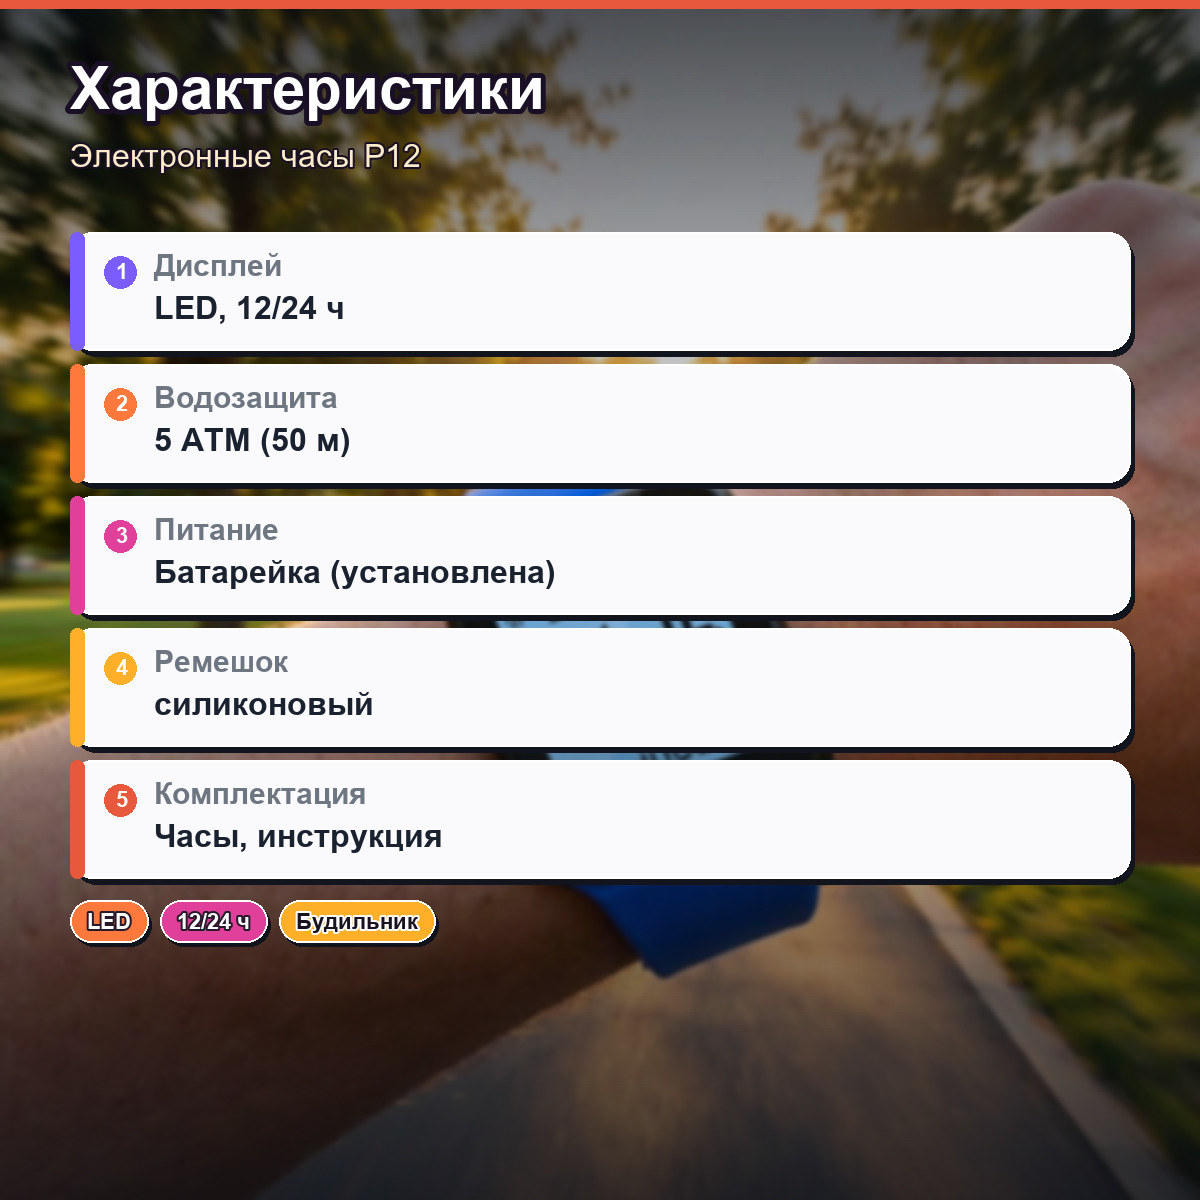 Характеристики
Электронные часы P12
1
Дисплей
LED, 12/24 ч
2
Водозащита
5 ATM (50 м)
3
Питание
Батарейка (установлена)
4
Ремешок
силиконовый
5
Комплектация
Часы, инструкция
LED 12/24 ч Будильник